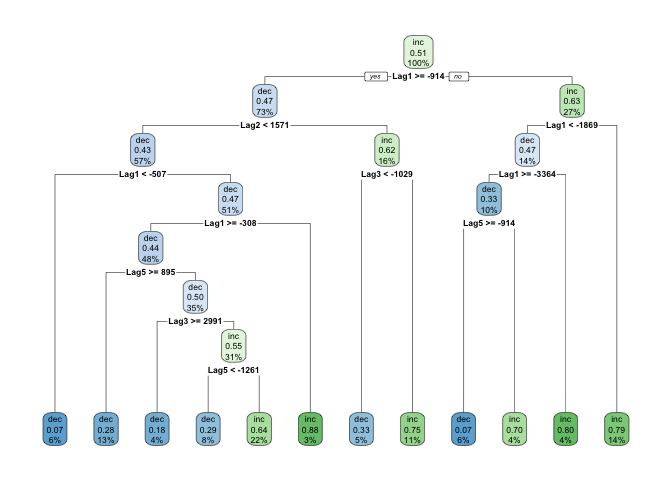 inc
0.51
100%
yes
Lag1 >= -914
no
dec
0.47
73%
inc
0.63
27%
Lag2 < 1571
Lag1 < -1869
dec
0.43
57%
inc
0.62
16%
dec
0.47
14%
Lag1 < -507
Lag3 < -1029
Lag1 >= -3364
dec
0.47
51%
dec
0.33
10%
Lag1 >= -308
Lag5 >= -914
dec
0.44
48%
Lag5 >= 895
dec
0.50
35%
Lag3 >= 2991
inc
0.55
31%
Lag5 < -1261
dec
0.07
6%
dec
0.28
13%
dec
0.18
4%
dec
0.29
8%
inc
0.64
22%
inc
0.88
3%
dec
0.33
5%
inc
0.75
11%
dec
0.07
6%
inc
0.70
4%
inc
0.80
4%
inc
0.79
14%